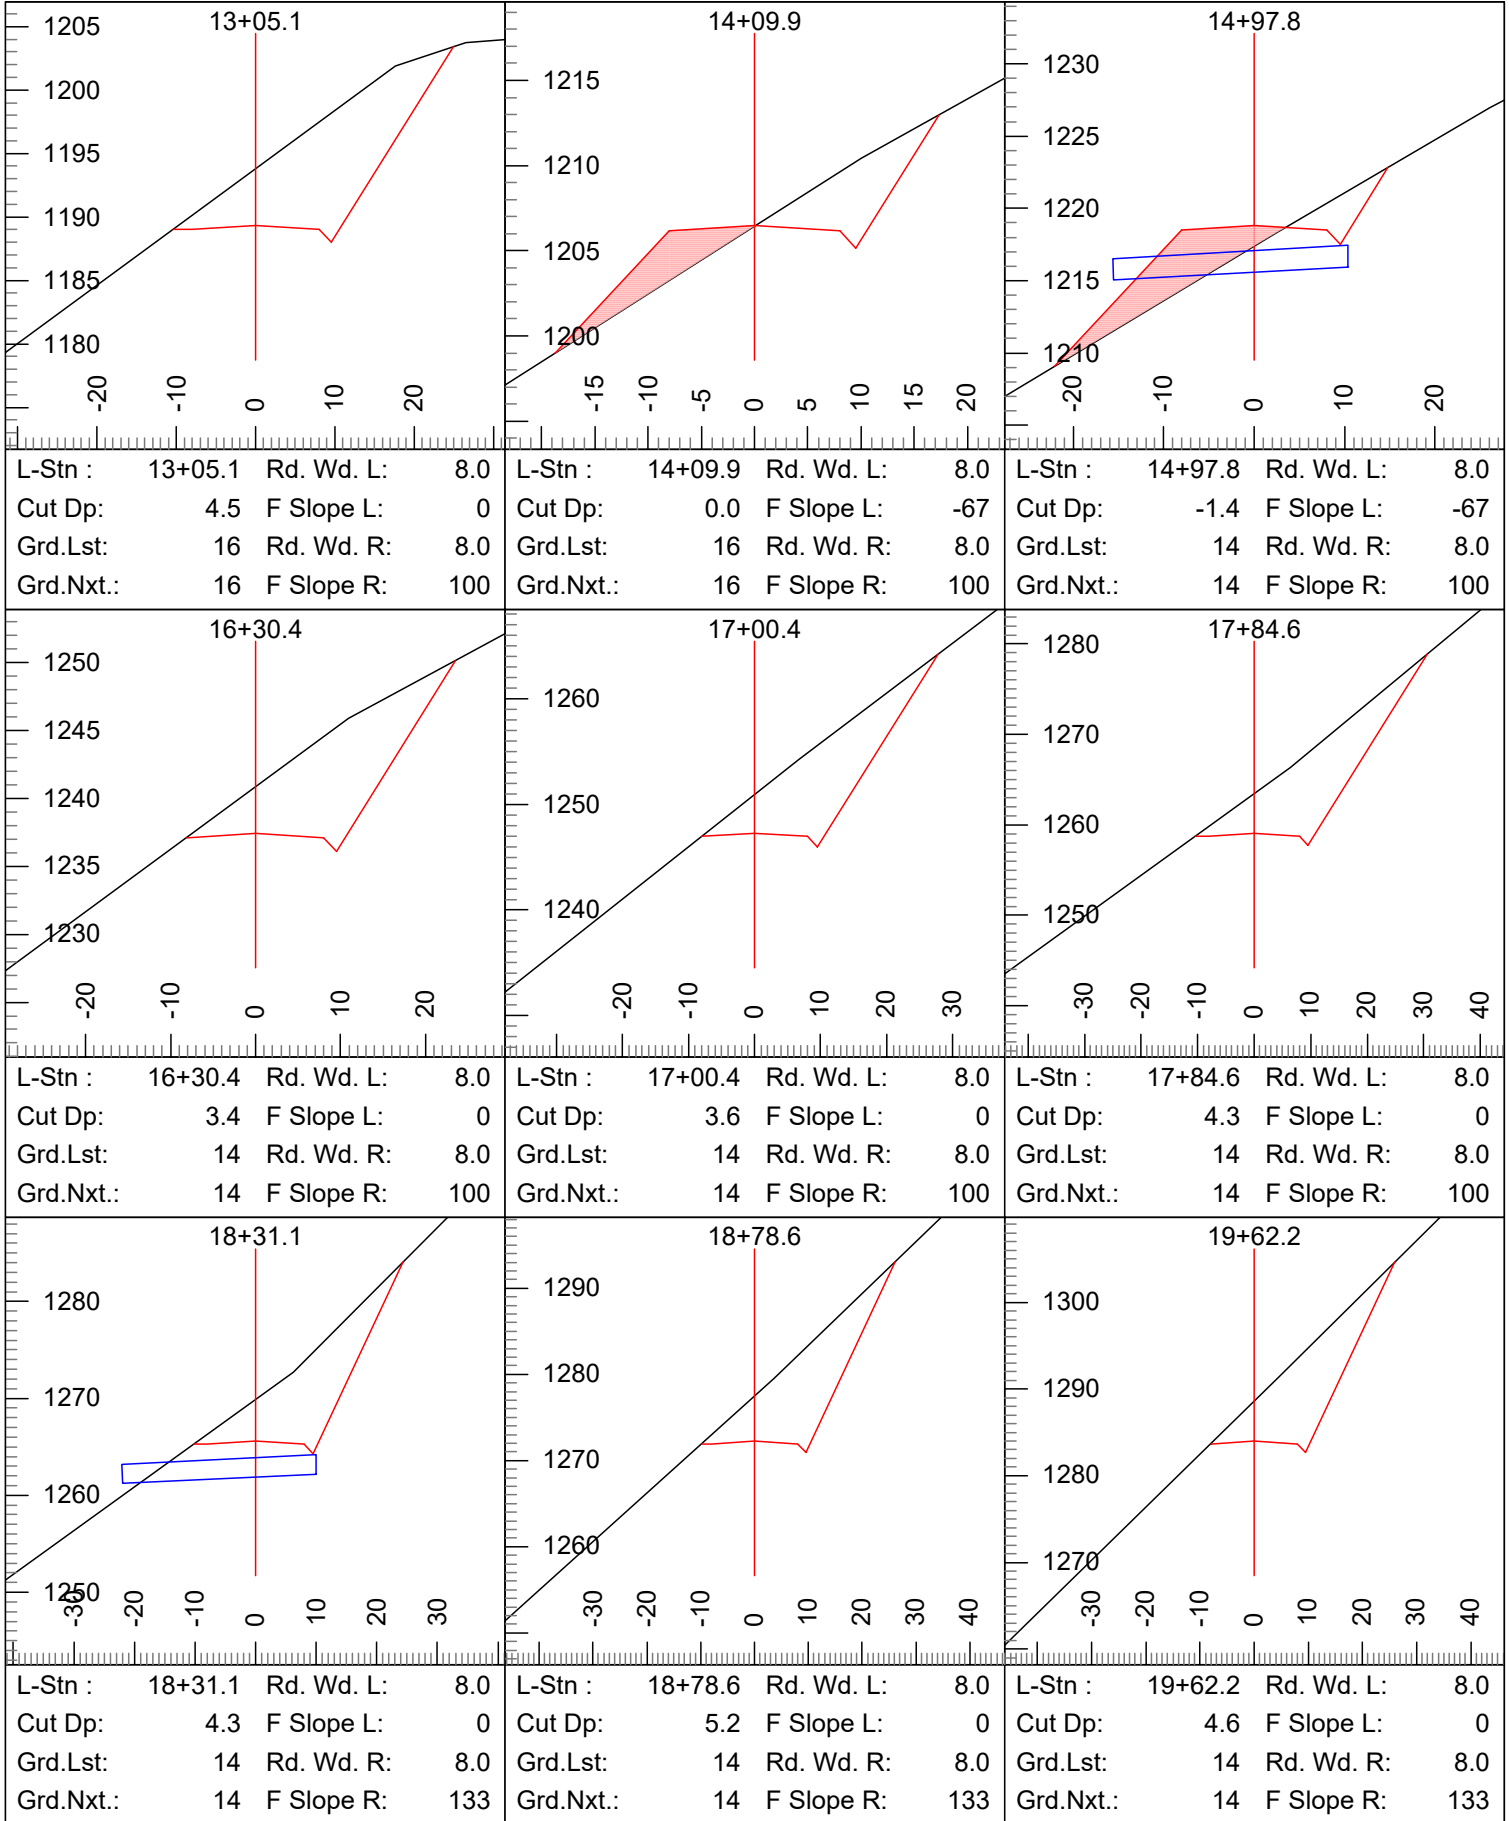 13+05.1
1205
1200
1195
1190
1185
1180
-20 -10 0 10 20
L-Stn : 13+05.1 Rd. Wd. L: 8.0
Cut Dp: 4.5 F Slope L: 0
Grd.Lst: 16 Rd. Wd. R: 8.0
Grd.Nxt.: 16 F Slope R: 100
14+09.9
1215
1210
1205
1200
-15 -10 -5 0 5 10 15 20
L-Stn : 14+09.9 Rd. Wd. L: 8.0
Cut Dp: 0.0 F Slope L: -67
Grd.Lst: 16 Rd. Wd. R: 8.0
Grd.Nxt.: 16 F Slope R: 100
14+97.8
1230
1225
1220
1215
1210
-20 -10 0 10 20
L-Stn : 14+97.8 Rd. Wd. L: 8.0
Cut Dp: -1.4 F Slope L: -67
Grd.Lst: 14 Rd. Wd. R: 8.0
Grd.Nxt.: 14 F Slope R: 100
16+30.4
1250
1245
1240
1235
1230
-20 -10 0 10 20
L-Stn : 16+30.4 Rd. Wd. L: 8.0
Cut Dp: 3.4 F Slope L: 0
Grd.Lst: 14 Rd. Wd. R: 8.0
Grd.Nxt.: 14 F Slope R: 100
17+00.4
1260
1250
1240
-20 -10 0 10 20 30
L-Stn : 17+00.4 Rd. Wd. L: 8.0
Cut Dp: 3.6 F Slope L: 0
Grd.Lst: 14 Rd. Wd. R: 8.0
Grd.Nxt.: 14 F Slope R: 100
17+84.6
1280
1270
1260
1250
-30 -20 -10 0 10 20 30 40
L-Stn : 17+84.6 Rd. Wd. L: 8.0
Cut Dp: 4.3 F Slope L: 0
Grd.Lst: 14 Rd. Wd. R: 8.0
Grd.Nxt.: 14 F Slope R: 100
18+31.1
1280
1270
1260
1250
-30 -20 -10 0 10 20 30
L-Stn : 18+31.1 Rd. Wd. L: 8.0
Cut Dp: 4.3 F Slope L: 0
Grd.Lst: 14 Rd. Wd. R: 8.0
Grd.Nxt.: 14 F Slope R: 133
18+78.6
1290
1280
1270
1260
-30 -20 -10 0 10 20 30 40
L-Stn : 18+78.6 Rd. Wd. L: 8.0
Cut Dp: 5.2 F Slope L: 0
Grd.Lst: 14 Rd. Wd. R: 8.0
Grd.Nxt.: 14 F Slope R: 133
19+62.2
1300
1290
1280
1270
-30 -20 -10 0 10 20 30 40
L-Stn : 19+62.2 Rd. Wd. L: 8.0
Cut Dp: 4.6 F Slope L: 0
Grd.Lst: 14 Rd. Wd. R: 8.0
Grd.Nxt.: 14 F Slope R: 133